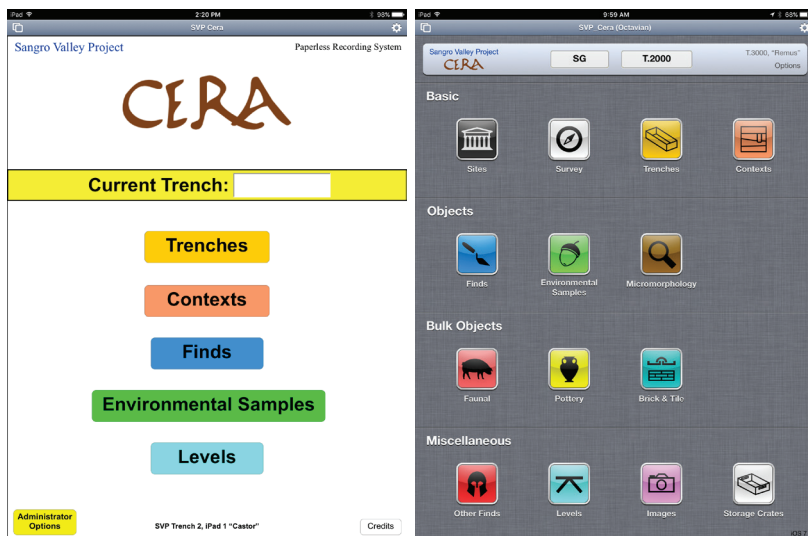 iPad 2:20 PM 98%
SVP Cera
Sangro Valley Project
Paperless Recording System
CERA
Current Trench:
Trenches
Contexts
Finds
Environmental Samples
Levels
Administrator
Options
SVP Trench 2, iPad 1 “Castor”
Credits
iPad 9:59 AM 68%
SVP_Cera (Octavian)
Sangro Valley Project
CERA
SG
T.2000
T.3000, "Remus"
Options
Basic
Sites
Survey
Trenches
Contexts
Objects
Finds
Environmental
Samples
Micromorphology
Bulk Objects
Faunal
Pottery
Brick & Tile
Miscellaneous
Other Finds
Levels
Images
Storage Crates
iOS 7